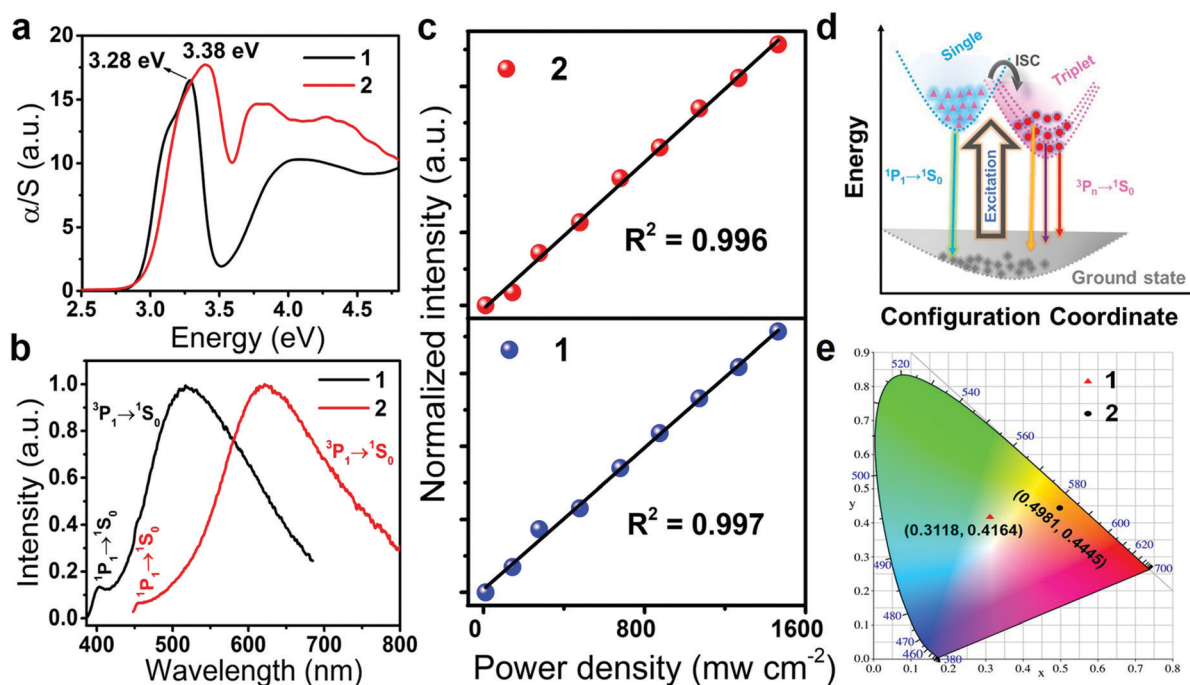 a
20
15
10
5
0
α/S (a.u.)
3.28 eV
3.38 eV
1
2
2.5 3.0 3.5 4.0 4.5
Energy (eV)
b
1.0
0.8
0.6
0.4
0.2
0.0
Intensity (a.u.)
³P₁→¹S₀
¹P₁→¹S₀
¹P₁→¹S₀
³P₁→¹S₀
1
2
400 500 600 700 800
Wavelength (nm)
c
Normalized intensity (a.u.)
2
R² = 0.996
1
R² = 0.997
0 800 1600
Power density (mw cm⁻²)
d
Energy
Single
ISC
Triplet
¹P₁→¹S₀
Excitation
³Pₙ→¹S₀
Ground state
Configuration Coordinate
e
0.9
0.8
0.7
0.6
0.5
y
0.4
0.3
0.2
0.1
0.0
520
540
560
580
600
620
700
500
490
480
470
460
380
1
2
(0.3118, 0.4164)
(0.4981, 0.4445)
0.0 0.1 0.2 0.3 0.4 0.5 0.6 0.7 0.8
x